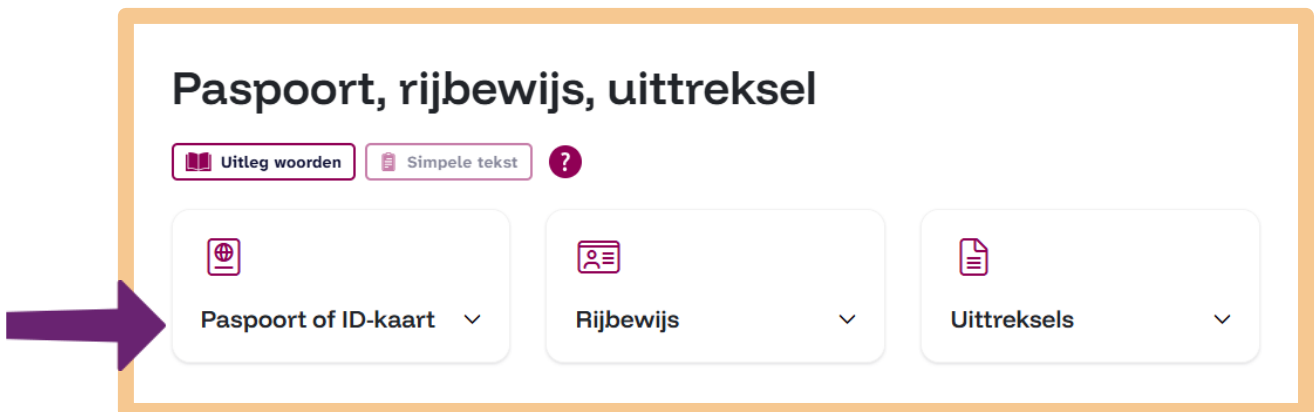 Paspoort, rijbewijs, uittreksel
Uitleg woorden Simpele tekst ?
Paspoort of ID-kaart Rijbewijs Uittreksels